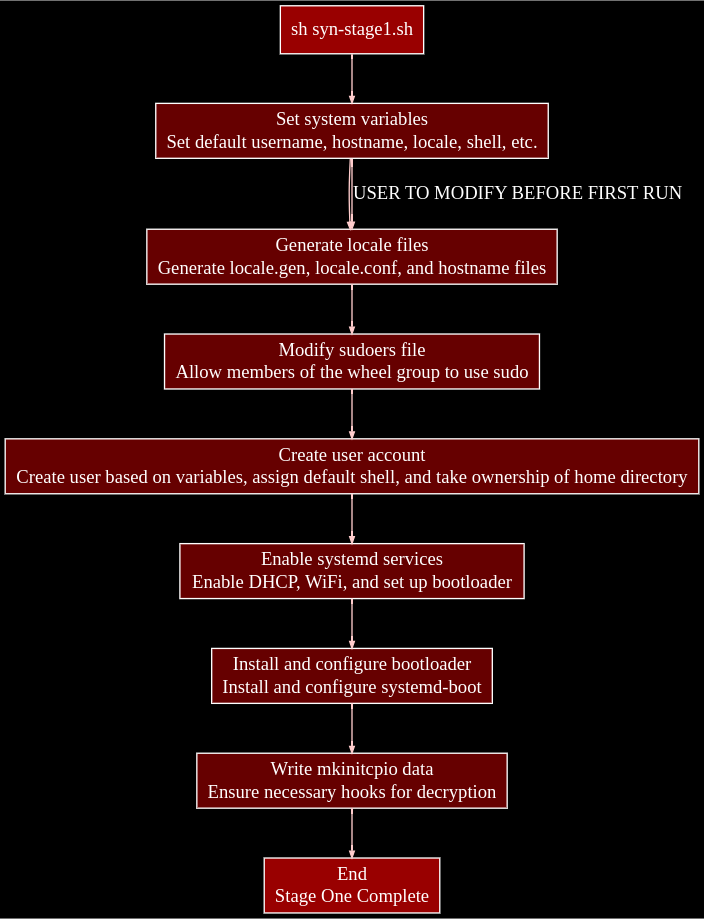 sh syn-stage1.sh
Set system variables
Set default username, hostname, locale, shell, etc.
USER TO MODIFY BEFORE FIRST RUN
Generate locale files
Generate locale.gen, locale.conf, and hostname files
Modify sudoers file
Allow members of the wheel group to use sudo
Create user account
Create user based on variables, assign default shell, and take ownership of home directory
Enable systemd services
Enable DHCP, WiFi, and set up bootloader
Install and configure bootloader
Install and configure systemd-boot
Write mkinitcpio data
Ensure necessary hooks for decryption
End
Stage One Complete